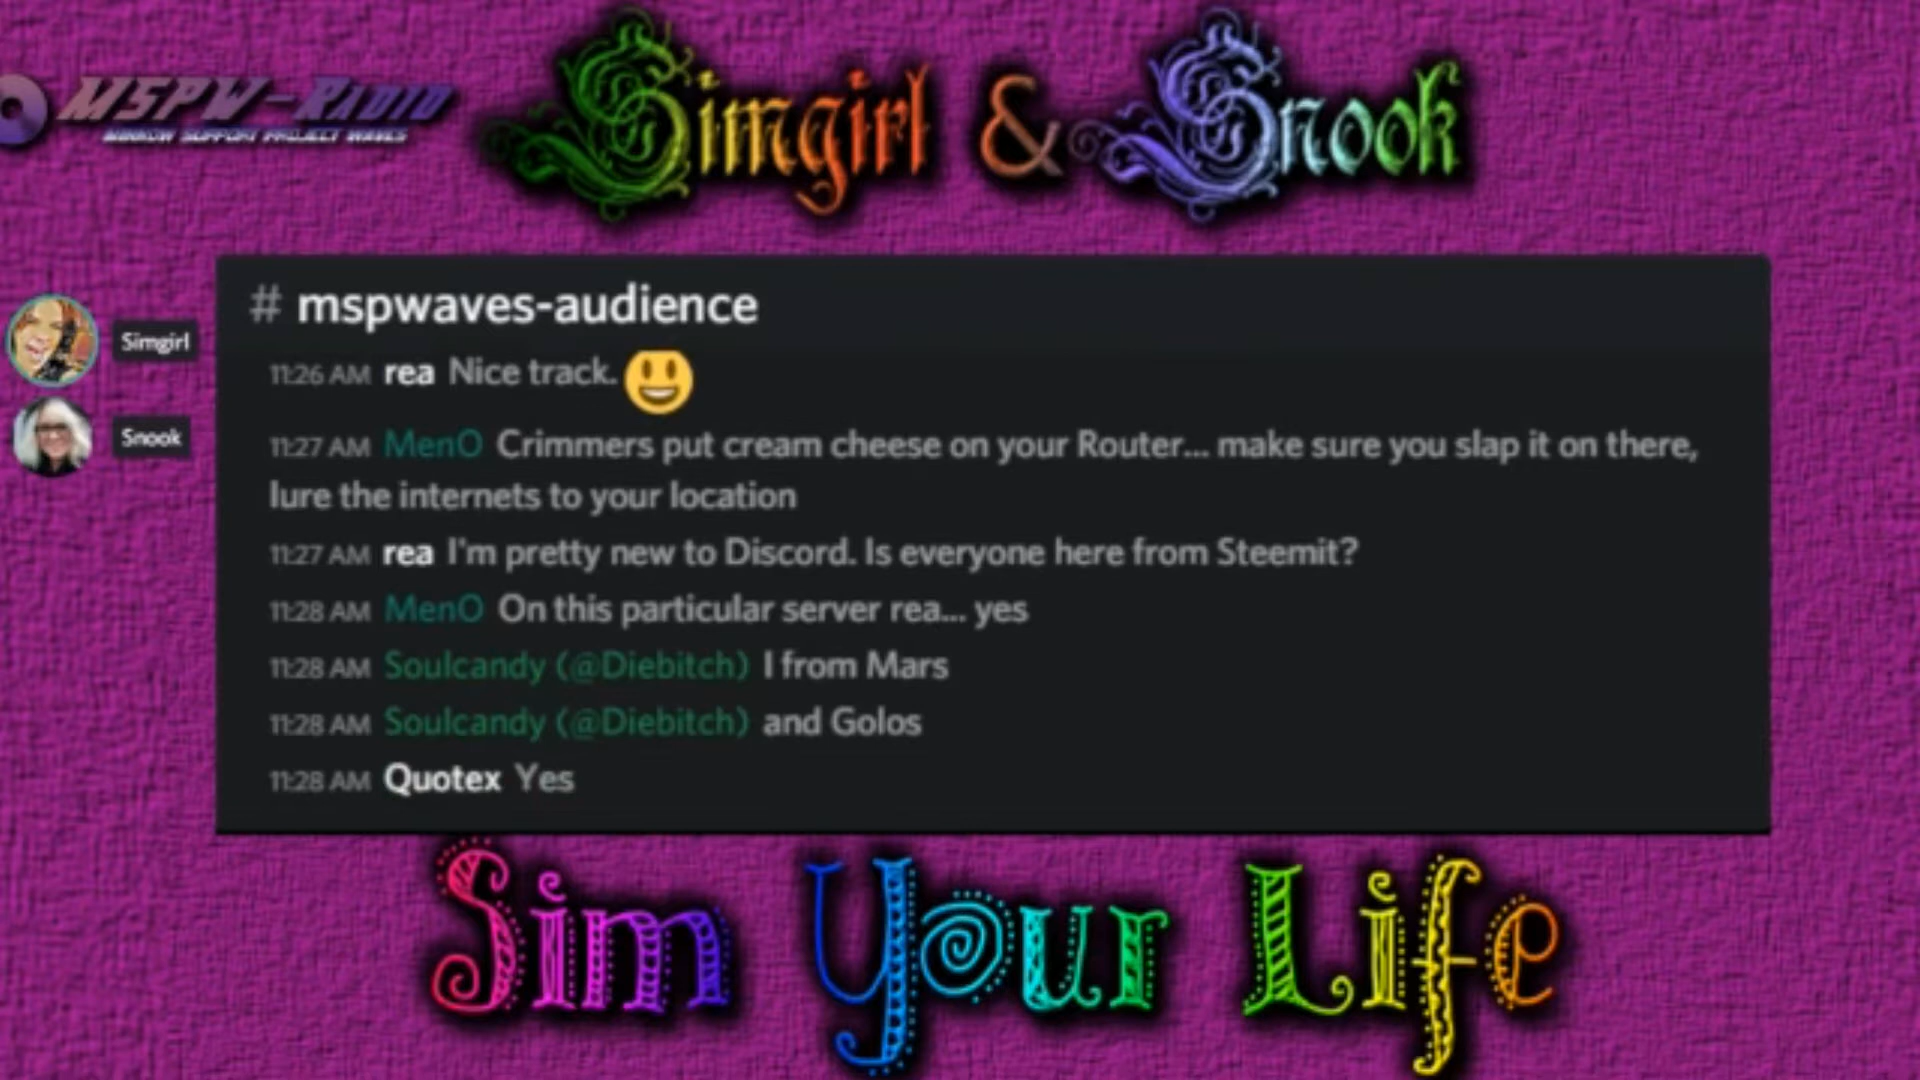 MSPW-Radio
MINNOW SUPPORT PROJECT WAVES
Simgirl & Snook
# mspwaves-audience
Simgirl
Snook
11:26 AM rea Nice track. 😃
11:27 AM MenO Crimmers put cream cheese on your Router... make sure you slap it on there,
lure the internets to your location
11:27 AM rea I'm pretty new to Discord. Is everyone here from Steemit?
11:28 AM MenO On this particular server rea... yes
11:28 AM Soulcandy (@Diebitch) I from Mars
11:28 AM Soulcandy (@Diebitch) and Golos
11:28 AM Quotex Yes
Sim Your Life